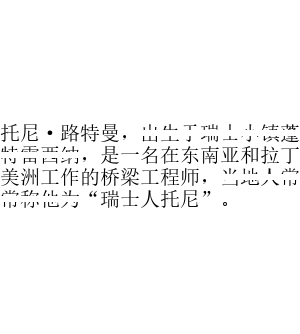 托尼·路特曼，出生于瑞士小镇蓬
特雷西纳，是一名在东南亚和拉丁
美洲工作的桥梁工程师，当地人常
常称他为“瑞士人托尼”。